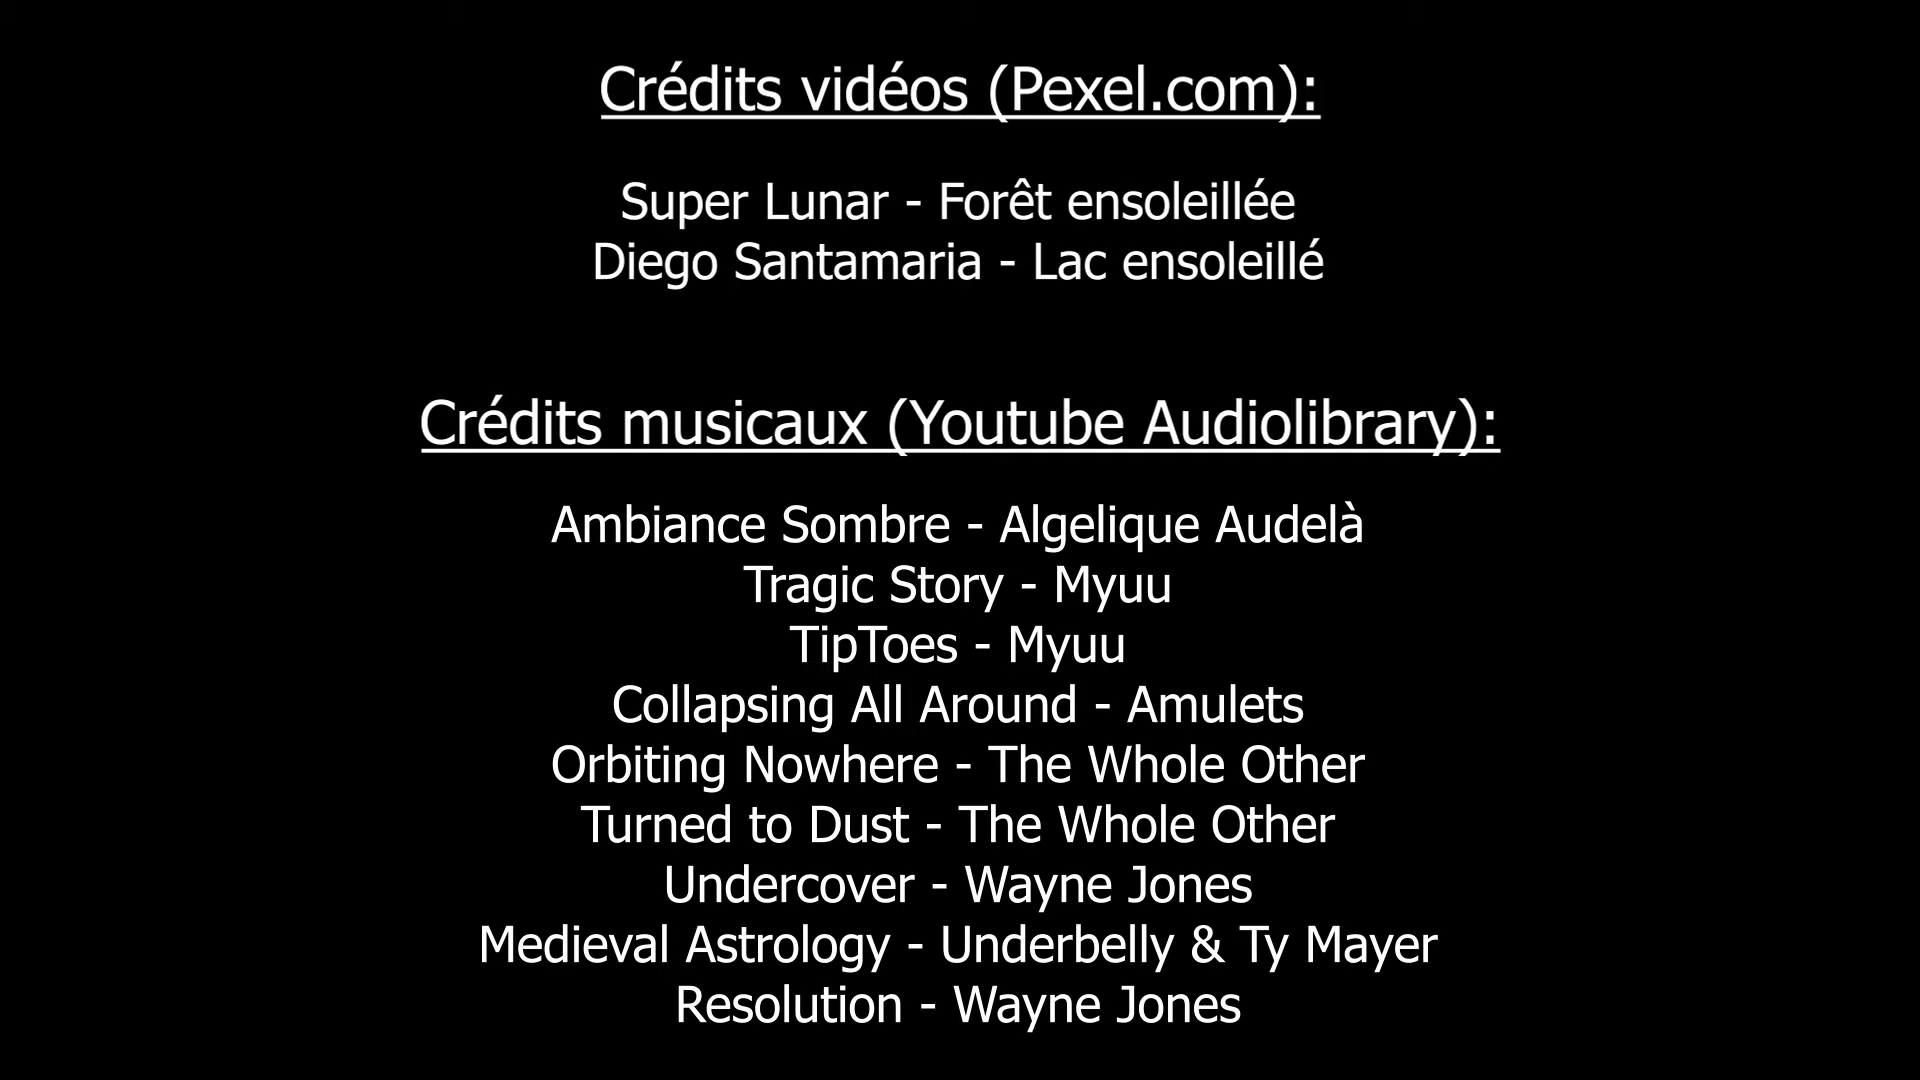 Crédits vidéos (Pexel.com):
Super Lunar - Forêt ensoleillée
Diego Santamaria - Lac ensoleillé
Crédits musicaux (Youtube Audiolibrary):
Ambiance Sombre - Algelique Audelà
Tragic Story - Myuu
TipToes - Myuu
Collapsing All Around - Amulets
Orbiting Nowhere - The Whole Other
Turned to Dust - The Whole Other
Undercover - Wayne Jones
Medieval Astrology - Underbelly & Ty Mayer
Resolution - Wayne Jones